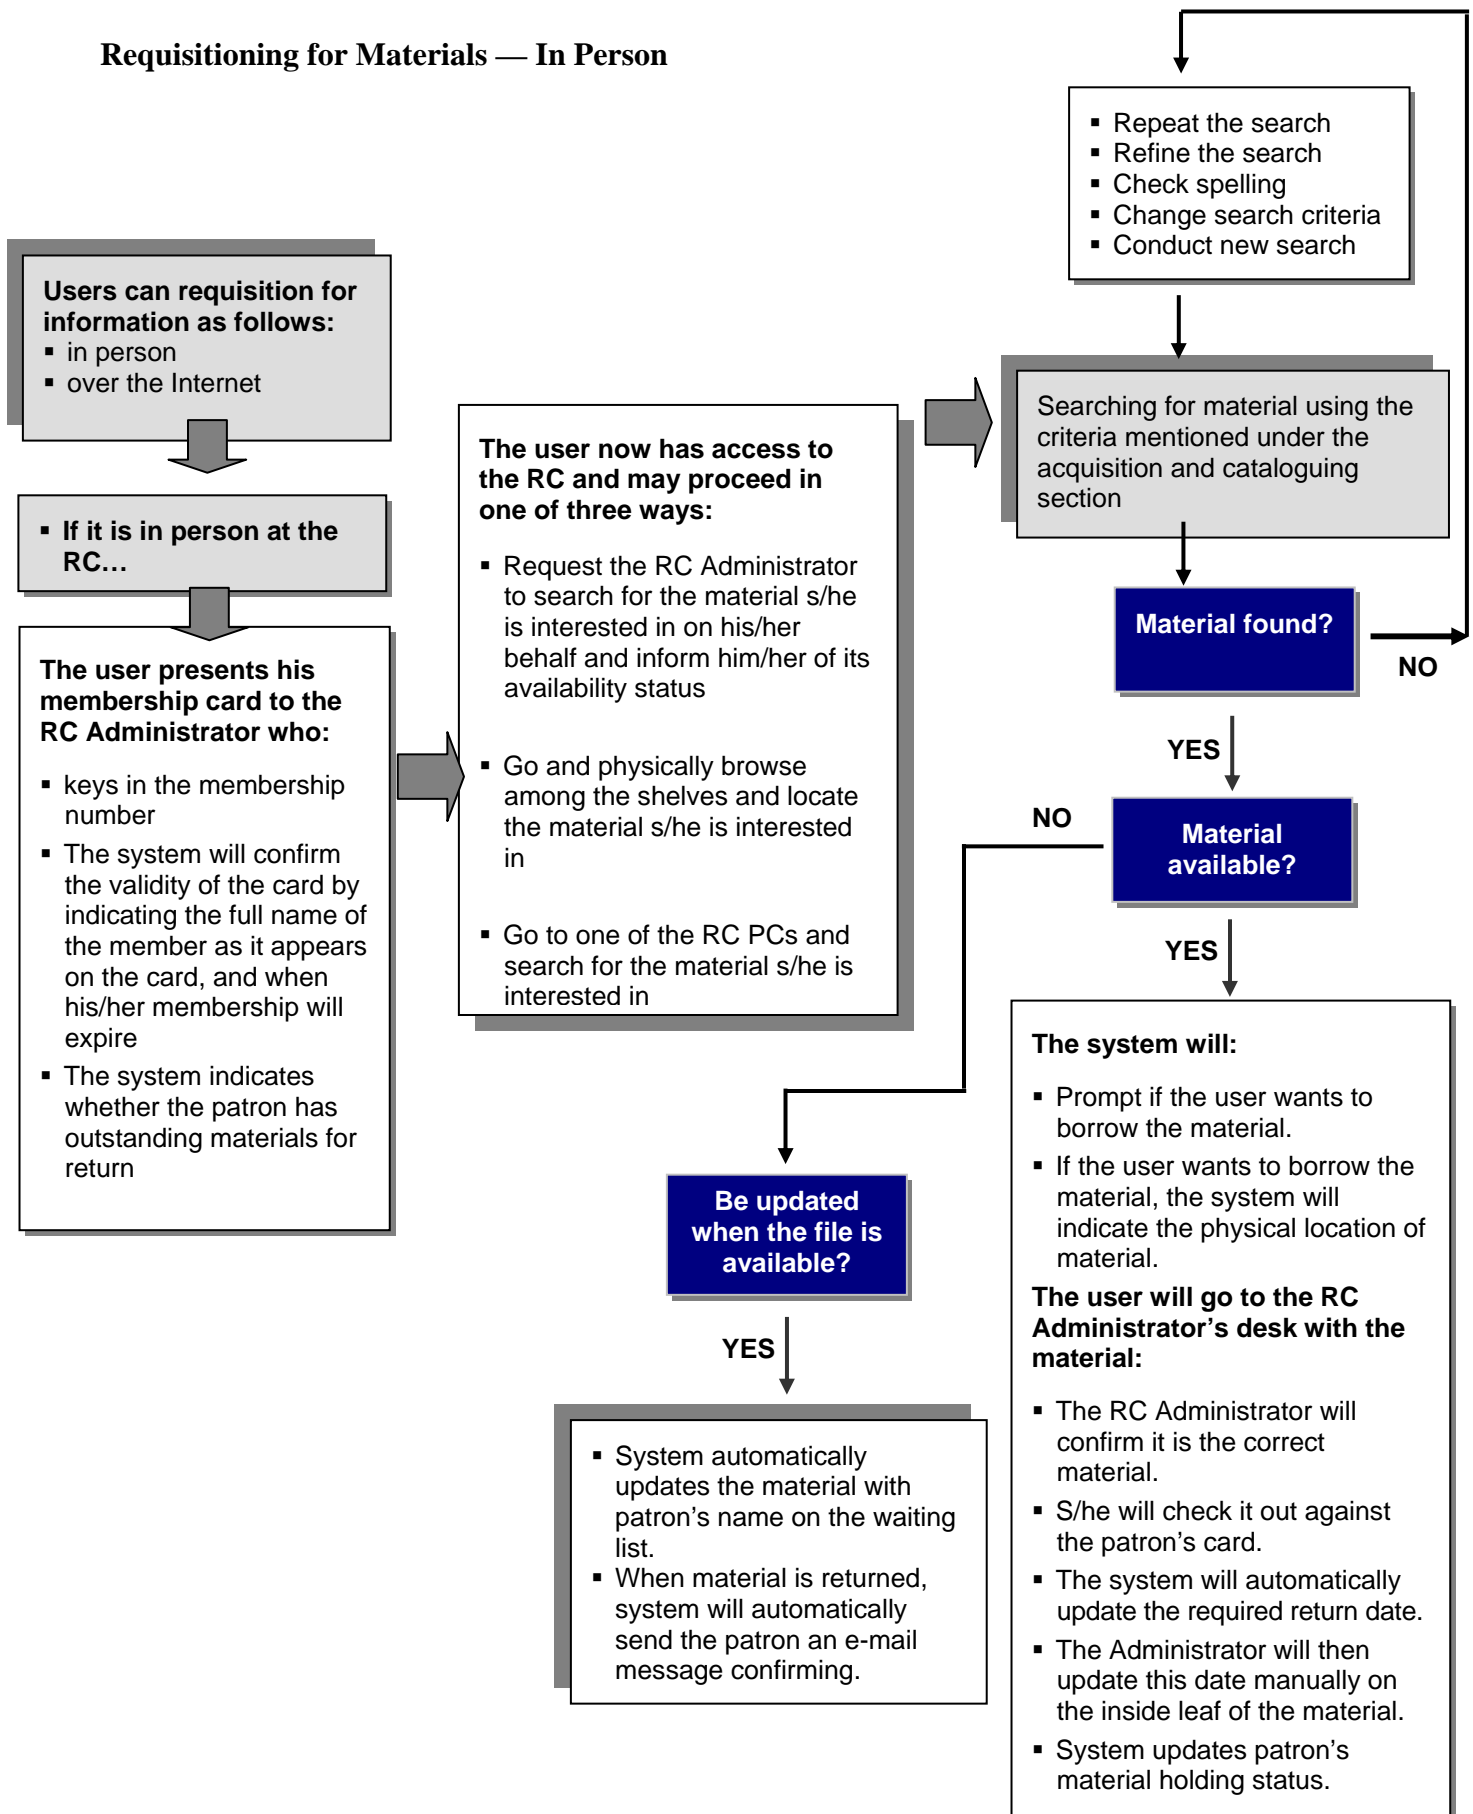 Requisitioning for Materials — In Person
Users can requisition for
information as follows:
▪ in person
▪ over the Internet
▪ If it is in person at the
RC…
The user presents his
membership card to the
RC Administrator who:
▪ keys in the membership
number
▪ The system will confirm
the validity of the card by
indicating the full name of
the member as it appears
on the card, and when
his/her membership will
expire
▪ The system indicates
whether the patron has
outstanding materials for
return
The user now has access to
the RC and may proceed in
one of three ways:
▪ Request the RC Administrator
to search for the material s/he
is interested in on his/her
behalf and inform him/her of its
availability status
▪ Go and physically browse
among the shelves and locate
the material s/he is interested
in
▪ Go to one of the RC PCs and
search for the material s/he is
interested in
▪ Repeat the search
▪ Refine the search
▪ Check spelling
▪ Change search criteria
▪ Conduct new search
Searching for material using the
criteria mentioned under the
acquisition and cataloguing
section
Material found?
NO
YES
Material
available?
NO
YES
Be updated
when the file is
available?
YES
▪ System automatically
updates the material with
patron’s name on the waiting
list.
▪ When material is returned,
system will automatically
send the patron an e-mail
message confirming.
The system will:
▪ Prompt if the user wants to
borrow the material.
▪ If the user wants to borrow the
material, the system will
indicate the physical location of
material.
The user will go to the RC
Administrator’s desk with the
material:
▪ The RC Administrator will
confirm it is the correct
material.
▪ S/he will check it out against
the patron’s card.
▪ The system will automatically
update the required return date.
▪ The Administrator will then
update this date manually on
the inside leaf of the material.
▪ System updates patron’s
material holding status.